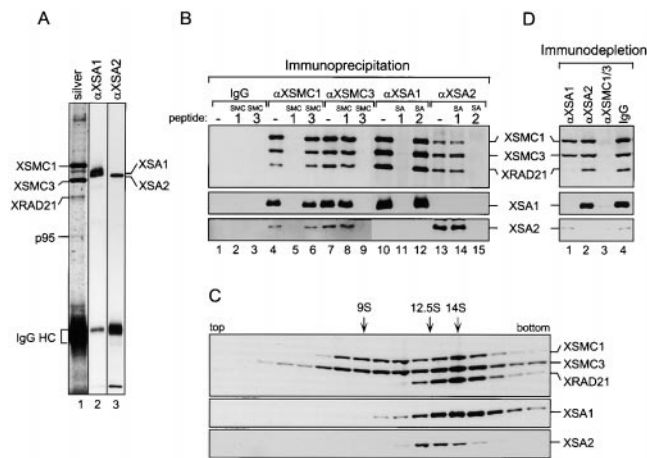 A
silver
αXSA1
αXSA2
XSMC1
XSMC3
XRAD21
p95
IgG HC
XSA1
XSA2
1 2 3
B
Immunoprecipitation
IgG αXSMC1 αXSMC3 αXSA1 αXSA2
SMC SMC SMC SMC SMC SMC SA SA SA SA
peptide: - 1 3 - 1 3 - 1 3 - 1 2 - 1 2
XSMC1
XSMC3
XRAD21
XSA1
XSA2
1 2 3 4 5 6 7 8 9 10 11 12 13 14 15
D
Immunodepletion
αXSA1
αXSA2
αXSMC1/3
IgG
1 2 3 4
C
9S 12.5S 14S
top bottom
XSMC1
XSMC3
XRAD21
XSA1
XSA2